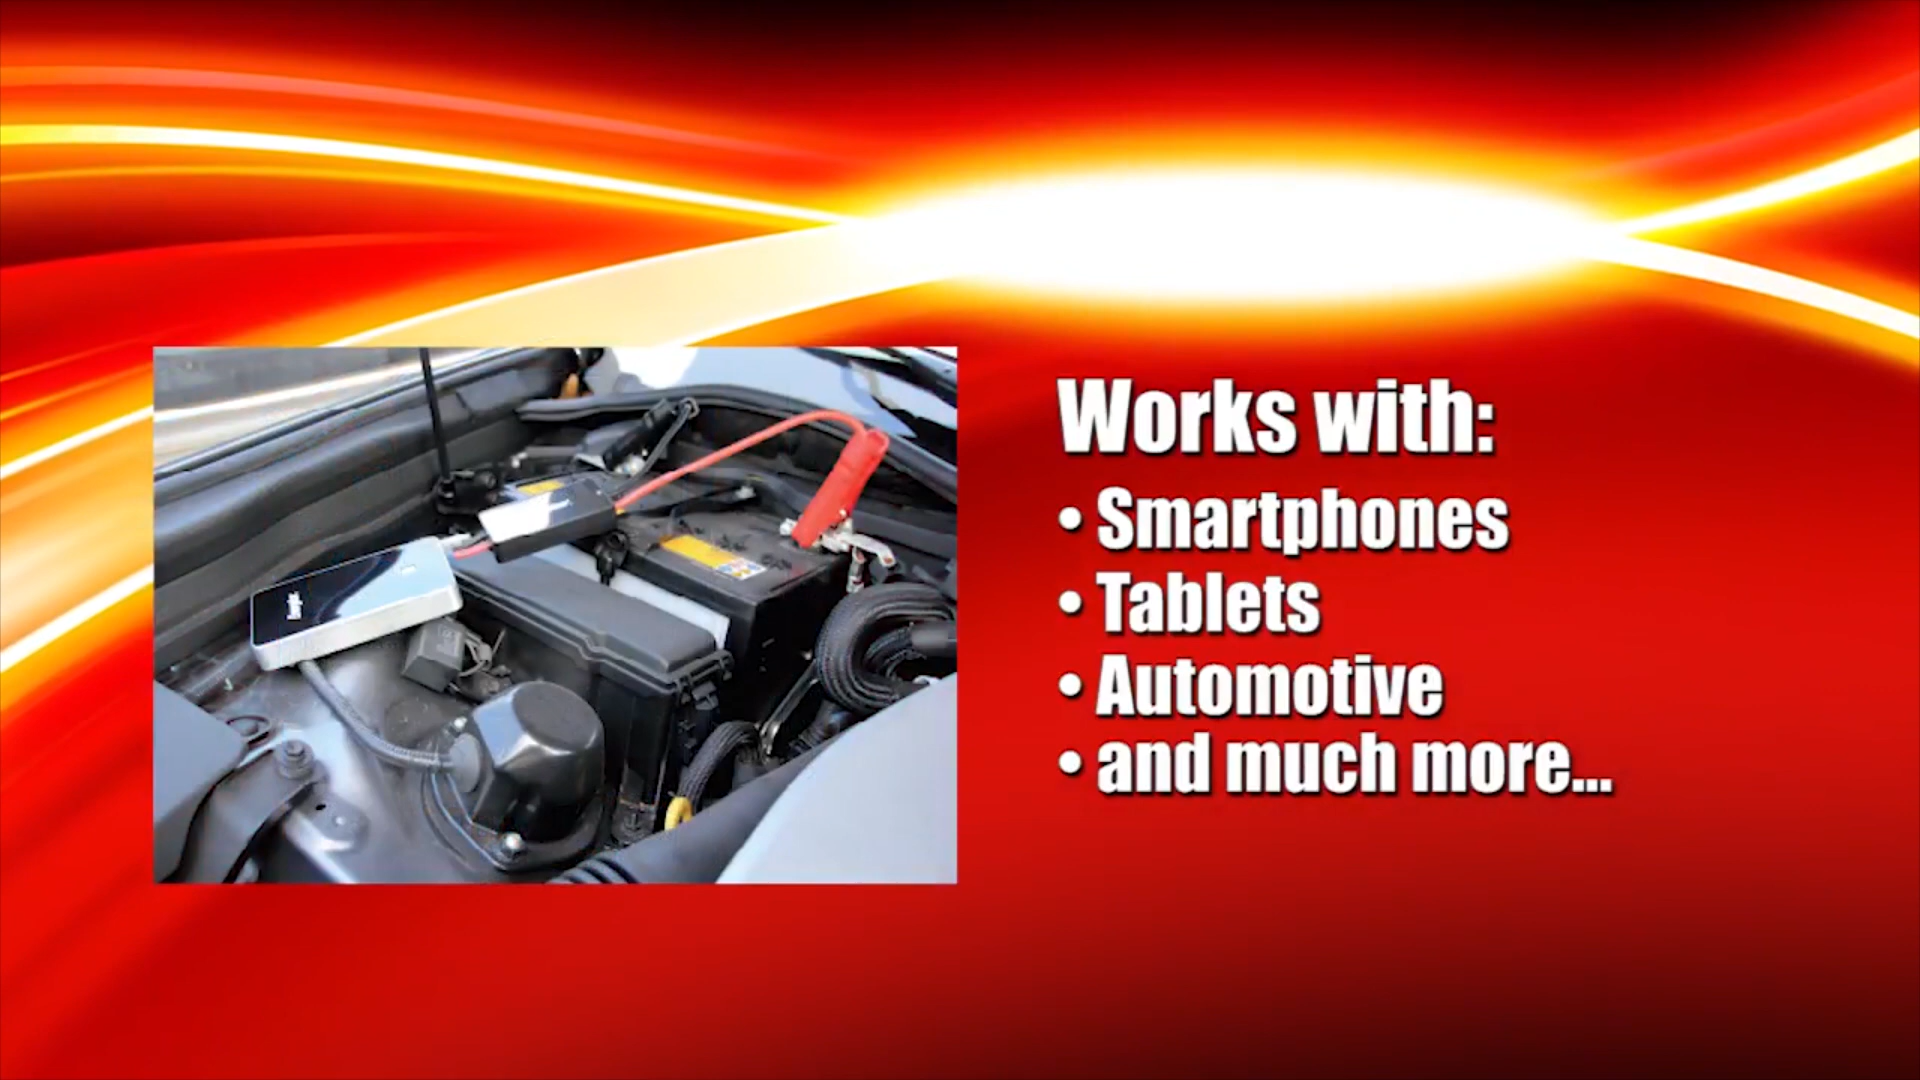 Works with:
• Smartphones
• Tablets
• Automotive
• and much more...